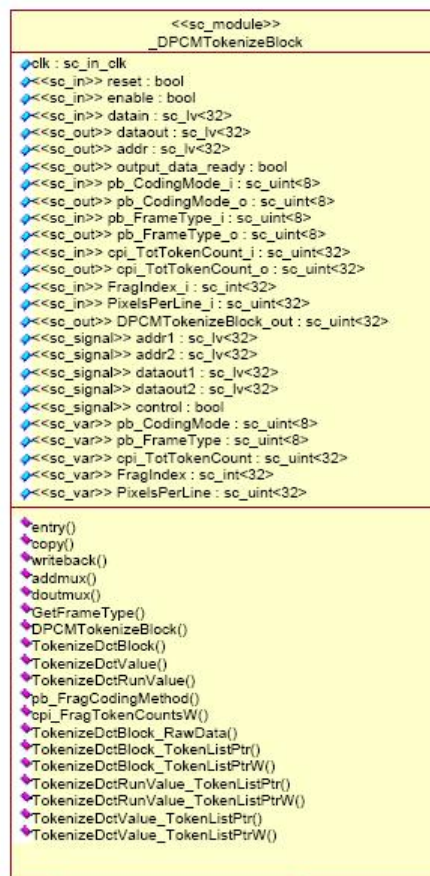 <<sc_module>>
_DPCMTokenizeBlock
clk : sc_in_clk
<<sc_in>> reset : bool
<<sc_in>> enable : bool
<<sc_in>> datain : sc_lv<32>
<<sc_out>> dataout : sc_lv<32>
<<sc_out>> addr : sc_lv<32>
<<sc_out>> output_data_ready : bool
<<sc_in>> pb_CodingMode_i : sc_uint<8>
<<sc_out>> pb_CodingMode_o : sc_uint<8>
<<sc_in>> pb_FrameType_i : sc_uint<8>
<<sc_out>> pb_FrameType_o : sc_uint<8>
<<sc_in>> cpi_TotTokenCount_i : sc_uint<32>
<<sc_out>> cpi_TotTokenCount_o : sc_uint<32>
<<sc_in>> FragIndex_i : sc_int<32>
<<sc_in>> PixelsPerLine_i : sc_uint<32>
<<sc_out>> DPCMTokenizeBlock_out : sc_uint<32>
<<sc_signal>> addr1 : sc_lv<32>
<<sc_signal>> addr2 : sc_lv<32>
<<sc_signal>> dataout1 : sc_lv<32>
<<sc_signal>> dataout2 : sc_lv<32>
<<sc_signal>> control : bool
<<sc_var>> pb_CodingMode : sc_uint<8>
<<sc_var>> pb_FrameType : sc_uint<8>
<<sc_var>> cpi_TotTokenCount : sc_uint<32>
<<sc_var>> FragIndex : sc_int<32>
<<sc_var>> PixelsPerLine : sc_uint<32>
entry()
copy()
writeback()
addmux()
doutmux()
GetFrameType()
DPCMTokenizeBlock()
TokenizeDctBlock()
TokenizeDctValue()
TokenizeDctRunValue()
pb_FragCodingMethod()
cpi_FragTokenCountsW()
TokenizeDctBlock_RawData()
TokenizeDctBlock_TokenListPtr()
TokenizeDctBlock_TokenListPtrW()
TokenizeDctRunValue_TokenListPtr()
TokenizeDctRunValue_TokenListPtrW()
TokenizeDctValue_TokenListPtr()
TokenizeDctValue_TokenListPtrW()